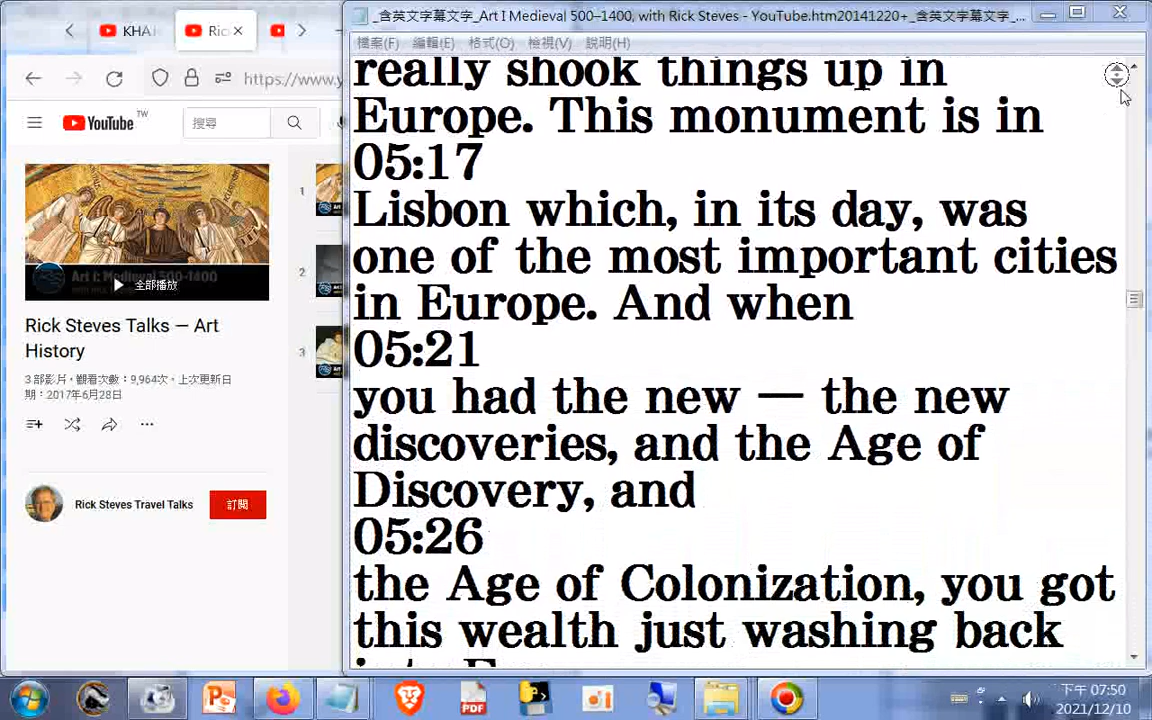 KHA
Ric
https://www.y
YouTube TW
搜尋
Art I: Medieval 500-1400
全部播放
Rick Steves Talks — Art
History
3 部影片 • 觀看次數：9,964次 • 上次更新日
期：2017年6月28日
Rick Steves Travel Talks
訂閱
1
2
3
_含英文字幕文字_Art I Medieval 500–1400, with Rick Steves - YouTube.htm20141220+_含英文字幕文字_...
檔案(F) 編輯(E) 格式(O) 檢視(V) 說明(H)
really shook things up in
Europe. This monument is in
05:17
Lisbon which, in its day, was
one of the most important cities
in Europe. And when
05:21
you had the new — the new
discoveries, and the Age of
Discovery, and
05:26
the Age of Colonization, you got
this wealth just washing back
PDF
下午 07:50
2021/12/10